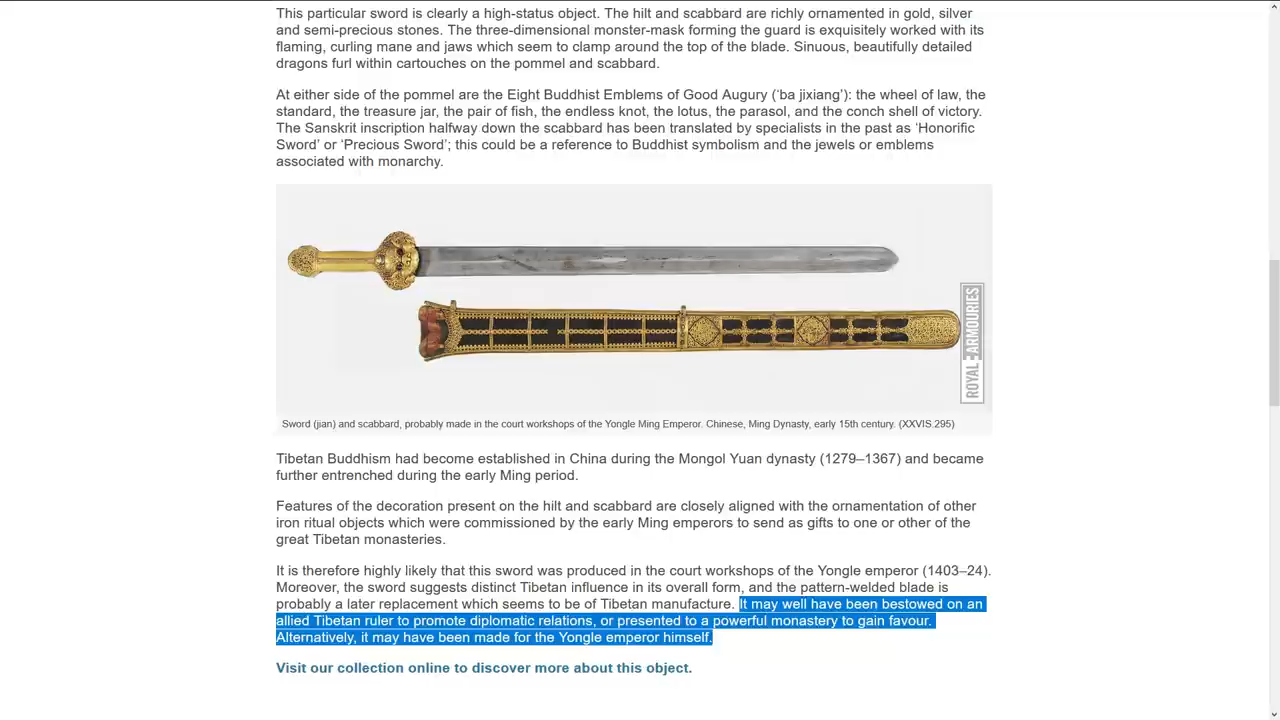 This particular sword is clearly a high-status object. The hilt and scabbard are richly ornamented in gold, silver
and semi-precious stones. The three-dimensional monster-mask forming the guard is exquisitely worked with its
flaming, curling mane and jaws which seem to clamp around the top of the blade. Sinuous, beautifully detailed
dragons furl within cartouches on the pommel and scabbard.
At either side of the pommel are the Eight Buddhist Emblems of Good Augury (‘ba jixiang’): the wheel of law, the
standard, the treasure jar, the pair of fish, the endless knot, the lotus, the parasol, and the conch shell of victory.
The Sanskrit inscription halfway down the scabbard has been translated by specialists in the past as ‘Honorific
Sword’ or ‘Precious Sword’; this could be a reference to Buddhist symbolism and the jewels or emblems
associated with monarchy.
ROYAL ARMOURIES
Sword (jian) and scabbard, probably made in the court workshops of the Yongle Ming Emperor. Chinese, Ming Dynasty, early 15th century. (XXVIS.295)
Tibetan Buddhism had become established in China during the Mongol Yuan dynasty (1279–1367) and became
further entrenched during the early Ming period.
Features of the decoration present on the hilt and scabbard are closely aligned with the ornamentation of other
iron ritual objects which were commissioned by the early Ming emperors to send as gifts to one or other of the
great Tibetan monasteries.
It is therefore highly likely that this sword was produced in the court workshops of the Yongle emperor (1403–24).
Moreover, the sword suggests distinct Tibetan influence in its overall form, and the pattern-welded blade is
probably a later replacement which seems to be of Tibetan manufacture. It may well have been bestowed on an
allied Tibetan ruler to promote diplomatic relations, or presented to a powerful monastery to gain favour.
Alternatively, it may have been made for the Yongle emperor himself.
Visit our collection online to discover more about this object.